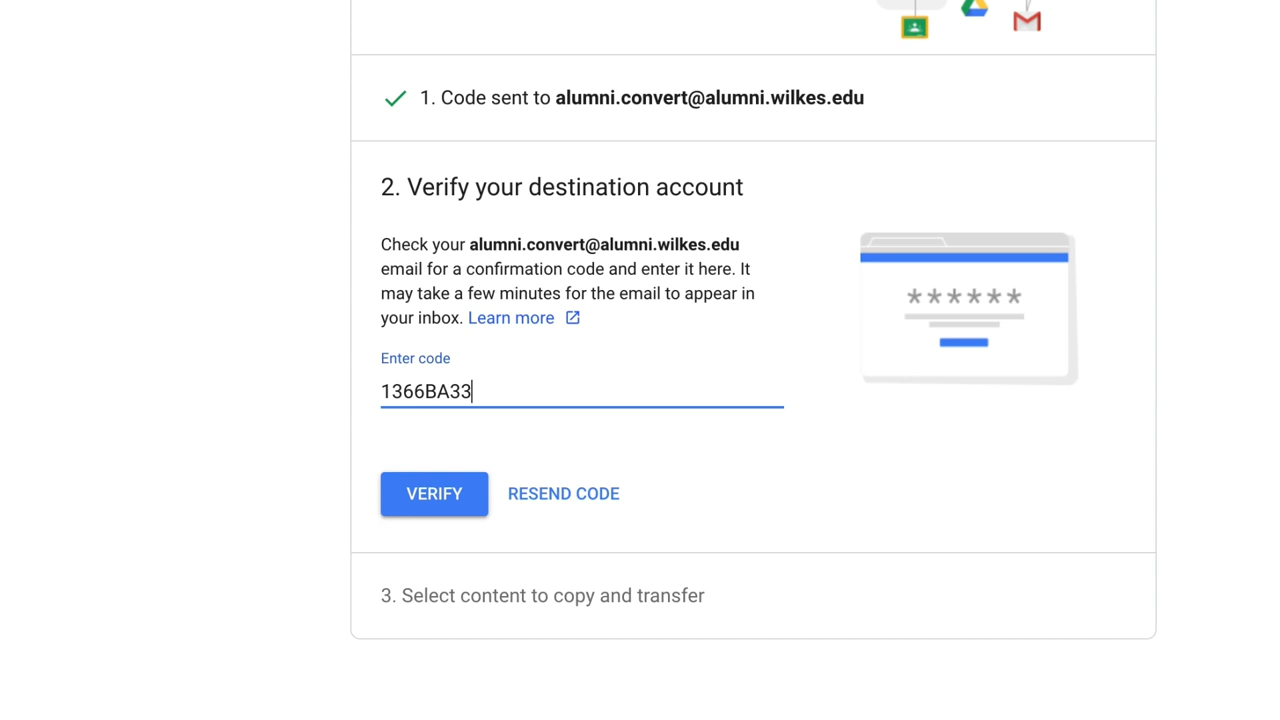 1. Code sent to alumni.convert@alumni.wilkes.edu
2. Verify your destination account
Check your alumni.convert@alumni.wilkes.edu
email for a confirmation code and enter it here. It
may take a few minutes for the email to appear in
your inbox. Learn more
Enter code
1366BA33
******
VERIFY RESEND CODE
3. Select content to copy and transfer